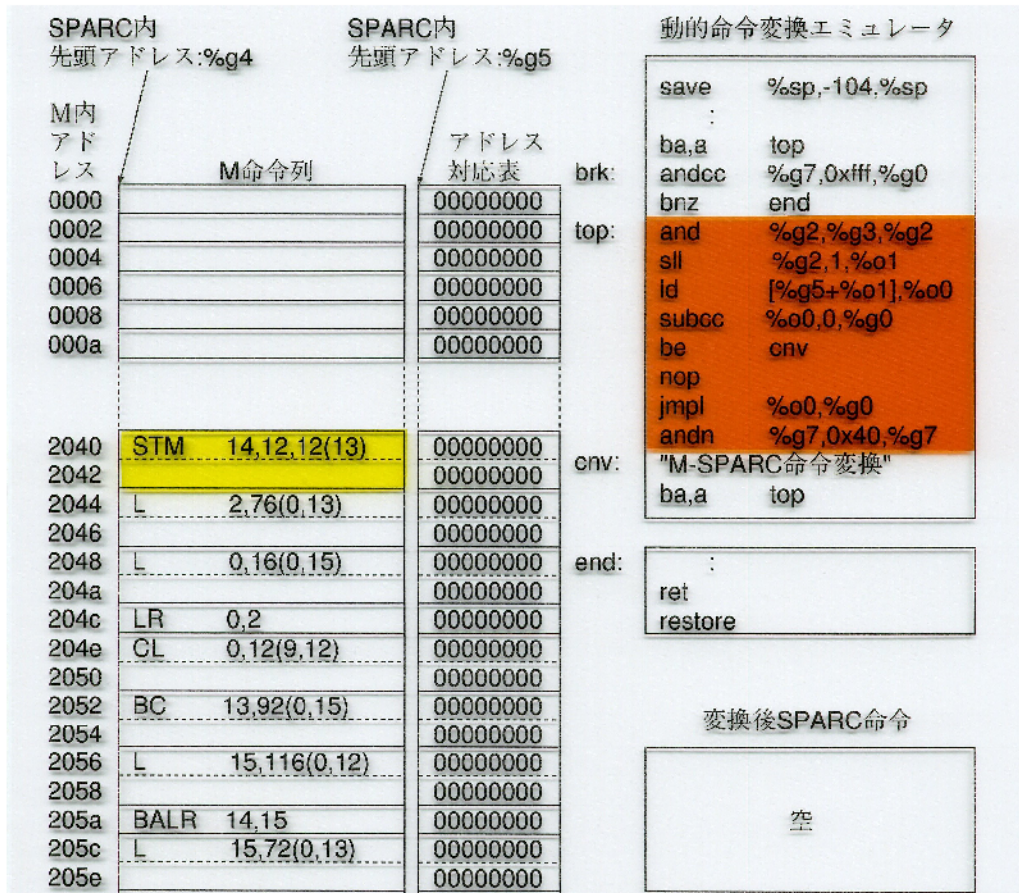 SPARC内
先頭アドレス:%g4
SPARC内
先頭アドレス:%g5
動的命令変換エミュレータ
M内
アド
レス
M命令列
アドレス
対応表
0000 00000000
0002 00000000
0004 00000000
0006 00000000
0008 00000000
000a 00000000
2040 STM 14,12,12(13) 00000000
2042 00000000
2044 L 2,76(0,13) 00000000
2046 00000000
2048 L 0,16(0,15) 00000000
204a 00000000
204c LR 0,2 00000000
204e CL 0,12(9,12) 00000000
2050 00000000
2052 BC 13,92(0,15) 00000000
2054 00000000
2056 L 15,116(0,12) 00000000
2058 00000000
205a BALR 14,15 00000000
205c L 15,72(0,13) 00000000
205e 00000000
save %sp,-104,%sp
:
ba,a top
brk: andcc %g7,0xfff,%g0
bnz end
top: and %g2,%g3,%g2
sll %g2,1,%o1
ld [%g5+%o1],%o0
subcc %o0,0,%g0
be cnv
nop
jmpl %o0,%g0
andn %g7,0x40,%g7
cnv: "M-SPARC命令変換"
ba,a top
end: :
ret
restore
変換後SPARC命令
空